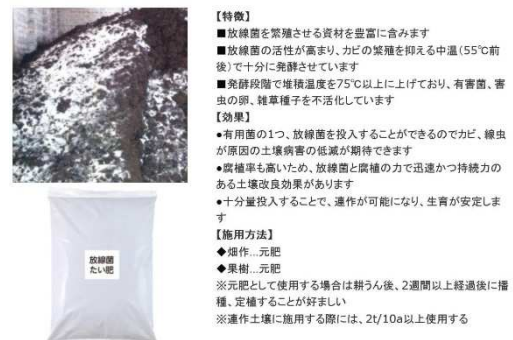 【特徴】
■放線菌を繁殖させる資材を豊富に含みます
■放線菌の活性が高まり、カビの繁殖を抑える中温(55℃前
後)で十分に発酵させています
■発酵段階で堆積温度を75℃以上に上げており、有害菌、害
虫の卵、雑草種子を不活化しています
【効果】
●有用菌の1つ、放線菌を投入することができるのでカビ、線虫
が原因の土壌病害の低減が期待できます
●腐植率も高いため、放線菌と腐植の力で迅速かつ持続力の
ある土壌改良効果があります
●十分量投入することで、連作が可能になり、生育が安定しま
す
【施用方法】
◆畑作…元肥
◆果樹…元肥
※元肥として使用する場合は耕うん後、2週間以上経過後に播
種、定植することが好ましい
※連作土壌に施用する際には、2t/10a以上使用する
放線菌
たい肥